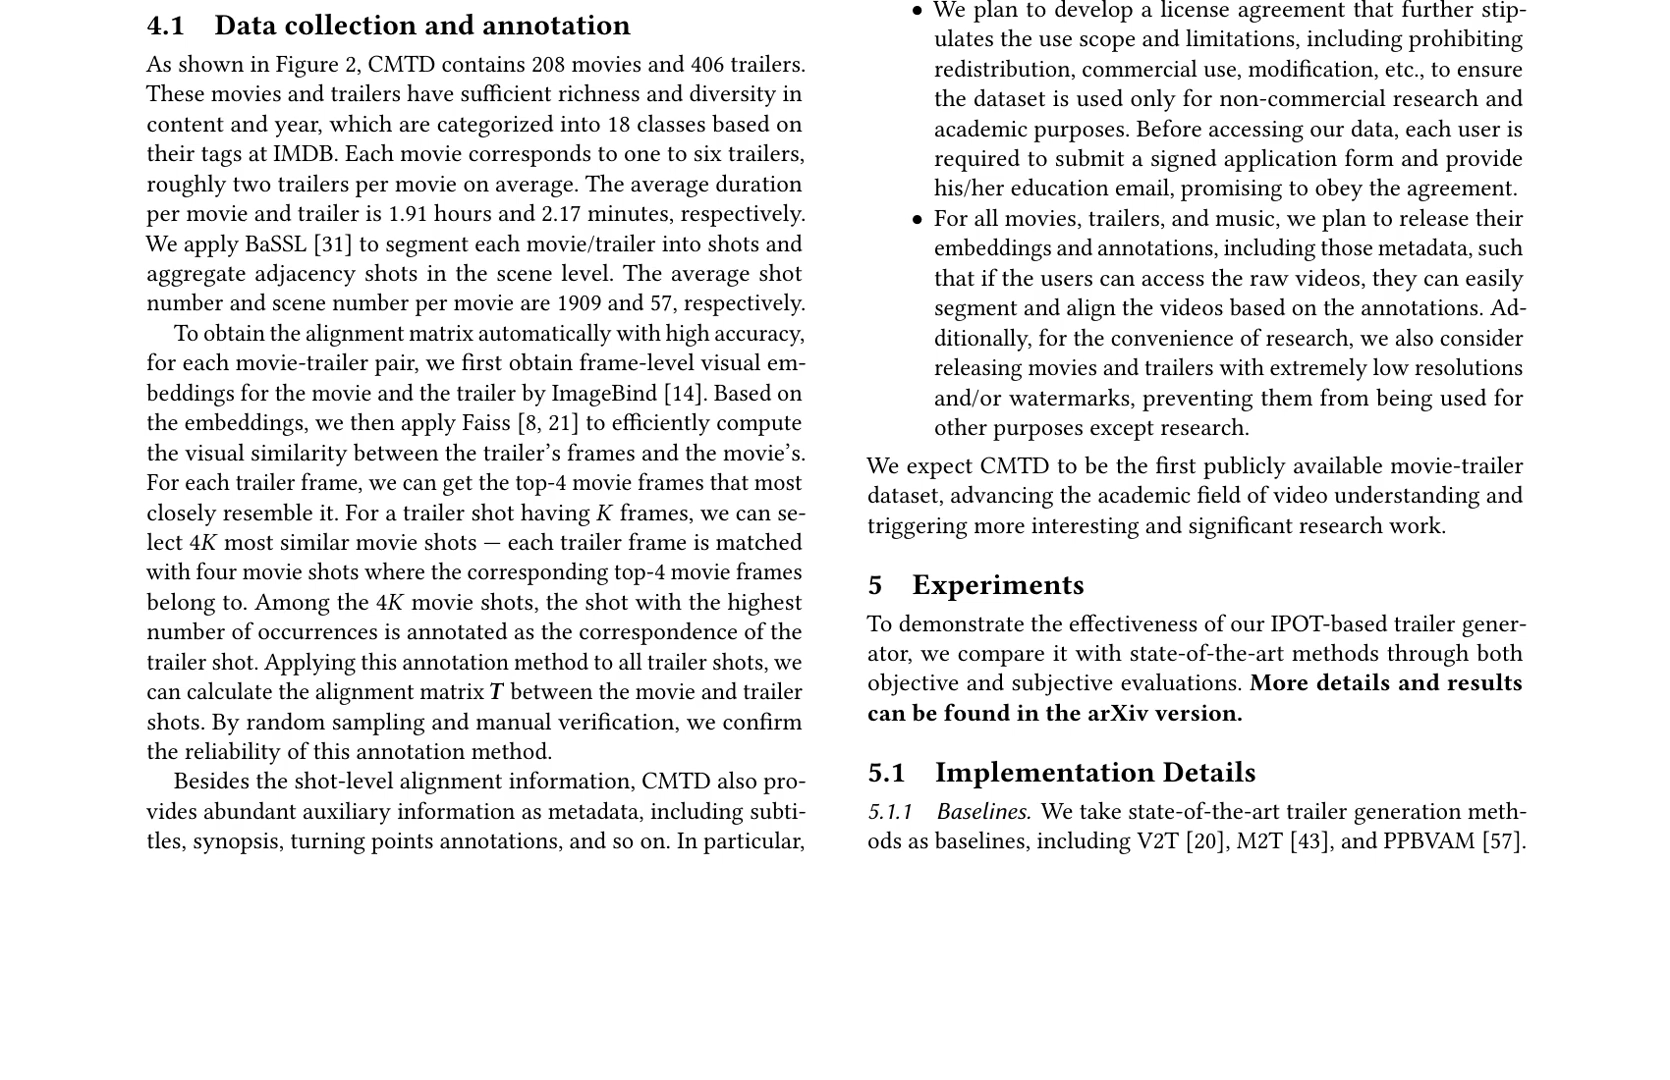 4.1 Data collection and annotation
As shown in Figure 2, CMTD contains 208 movies and 406 trailers.
These movies and trailers have sufficient richness and diversity in
content and year, which are categorized into 18 classes based on
their tags at IMDB. Each movie corresponds to one to six trailers,
roughly two trailers per movie on average. The average duration
per movie and trailer is 1.91 hours and 2.17 minutes, respectively.
We apply BaSSL [31] to segment each movie/trailer into shots and
aggregate adjacency shots in the scene level. The average shot
number and scene number per movie are 1909 and 57, respectively.
To obtain the alignment matrix automatically with high accuracy,
for each movie-trailer pair, we first obtain frame-level visual em-
beddings for the movie and the trailer by ImageBind [14]. Based on
the embeddings, we then apply Faiss [8, 21] to efficiently compute
the visual similarity between the trailer's frames and the movie's.
For each trailer frame, we can get the top-4 movie frames that most
closely resemble it. For a trailer shot having K frames, we can se-
lect 4K most similar movie shots — each trailer frame is matched
with four movie shots where the corresponding top-4 movie frames
belong to. Among the 4K movie shots, the shot with the highest
number of occurrences is annotated as the correspondence of the
trailer shot. Applying this annotation method to all trailer shots, we
can calculate the alignment matrix T between the movie and trailer
shots. By random sampling and manual verification, we confirm
the reliability of this annotation method.
Besides the shot-level alignment information, CMTD also pro-
vides abundant auxiliary information as metadata, including subti-
tles, synopsis, turning points annotations, and so on. In particular,
• We plan to develop a license agreement that further stip-
ulates the use scope and limitations, including prohibiting
redistribution, commercial use, modification, etc., to ensure
the dataset is used only for non-commercial research and
academic purposes. Before accessing our data, each user is
required to submit a signed application form and provide
his/her education email, promising to obey the agreement.
• For all movies, trailers, and music, we plan to release their
embeddings and annotations, including those metadata, such
that if the users can access the raw videos, they can easily
segment and align the videos based on the annotations. Ad-
ditionally, for the convenience of research, we also consider
releasing movies and trailers with extremely low resolutions
and/or watermarks, preventing them from being used for
other purposes except research.
We expect CMTD to be the first publicly available movie-trailer
dataset, advancing the academic field of video understanding and
triggering more interesting and significant research work.
5 Experiments
To demonstrate the effectiveness of our IPOT-based trailer gener-
ator, we compare it with state-of-the-art methods through both
objective and subjective evaluations. More details and results
can be found in the arXiv version.
5.1 Implementation Details
5.1.1 Baselines. We take state-of-the-art trailer generation meth-
ods as baselines, including V2T [20], M2T [43], and PPBVAM [57].